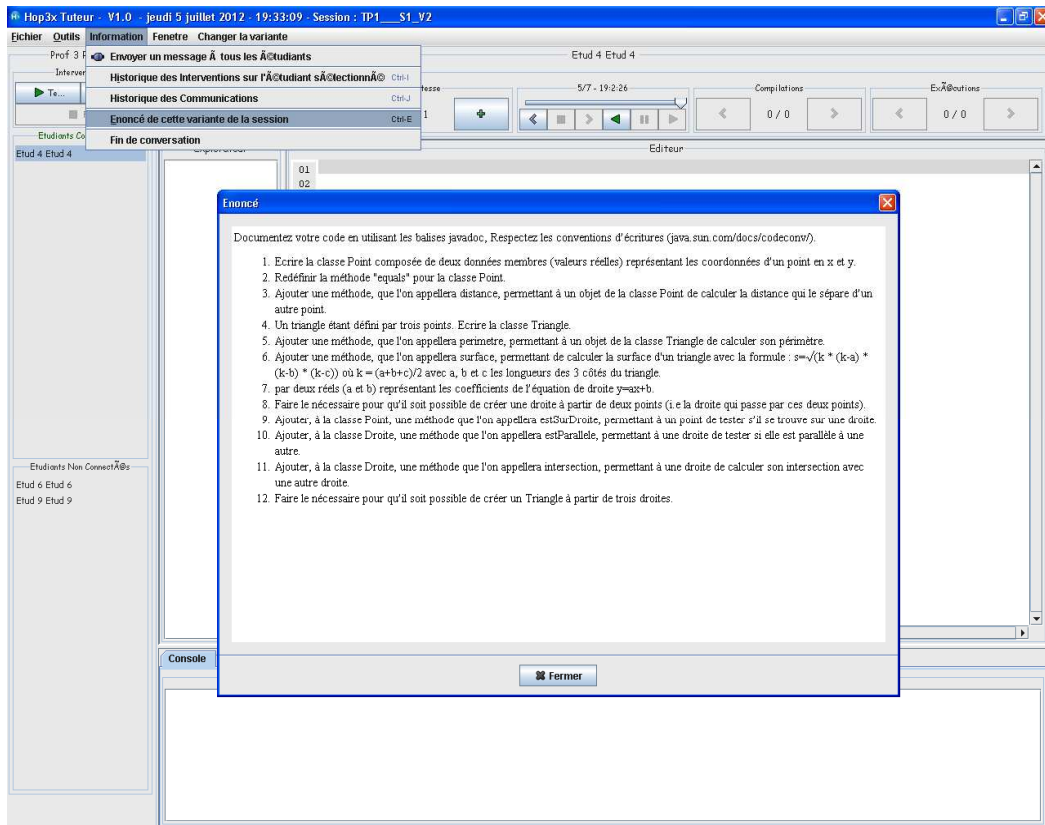 Hop3x Tuteur - V1.0 - jeudi 5 juillet 2012 - 19:33:09 - Session : TP1___S1_V2
Eichier Outils Information Fenetre Changer la variante
Prof 3 P
Etud 4 Etud 4
Envoyer un message Ã tous les Ã©tudiants
Historique des Interventions sur l'Ã©tudiant sÃ©lectionnÃ© Ctrl-I
Historique des Communications Ctrl-J
Enoncé de cette variante de la session Ctrl-E
Fin de conversation
Interver
Te...
tesse
1
5/7 - 19:2:26
Compilations
0 / 0
ExÃ©cutions
0 / 0
Etudiants Co
Etud 4 Etud 4
Editeur
01
02
Enoncé
Documentez votre code en utilisant les balises javadoc, Respectez les conventions d'écritures (java.sun.com/docs/codeconv/).
1. Ecrire la classe Point composée de deux données membres (valeurs réelles) représentant les coordonnées d'un point en x et y.
2. Redéfinir la méthode "equals" pour la classe Point.
3. Ajouter une méthode, que l'on appellera distance, permettant à un objet de la classe Point de calculer la distance qui le sépare d'un
autre point.
4. Un triangle étant défini par trois points. Ecrire la classe Triangle.
5. Ajouter une méthode, que l'on appellera perimetre, permettant à un objet de la classe Triangle de calculer son périmètre.
6. Ajouter une méthode, que l'on appellera surface, permettant de calculer la surface d'un triangle avec la formule : s=√(k * (k-a) *
(k-b) * (k-c)) où k = (a+b+c)/2 avec a, b et c les longueurs des 3 côtés du triangle.
7. par deux réels (a et b) représentant les coefficients de l'équation de droite y=ax+b.
8. Faire le nécessaire pour qu'il soit possible de créer une droite à partir de deux points (i.e la droite qui passe par ces deux points).
9. Ajouter, à la classe Point, une méthode que l'on appellera estSurDroite, permettant à un point de tester s'il se trouve sur une droite.
10. Ajouter, à la classe Droite, une méthode que l'on appellera estParallele, permettant à une droite de tester si elle est parallèle à une
autre.
11. Ajouter, à la classe Droite, une méthode que l'on appellera intersection, permettant à une droite de calculer son intersection avec
une autre droite.
12. Faire le nécessaire pour qu'il soit possible de créer un Triangle à partir de trois droites.
Fermer
Etudiants Non ConnectÃ©s
Etud 6 Etud 6
Etud 9 Etud 9
Console